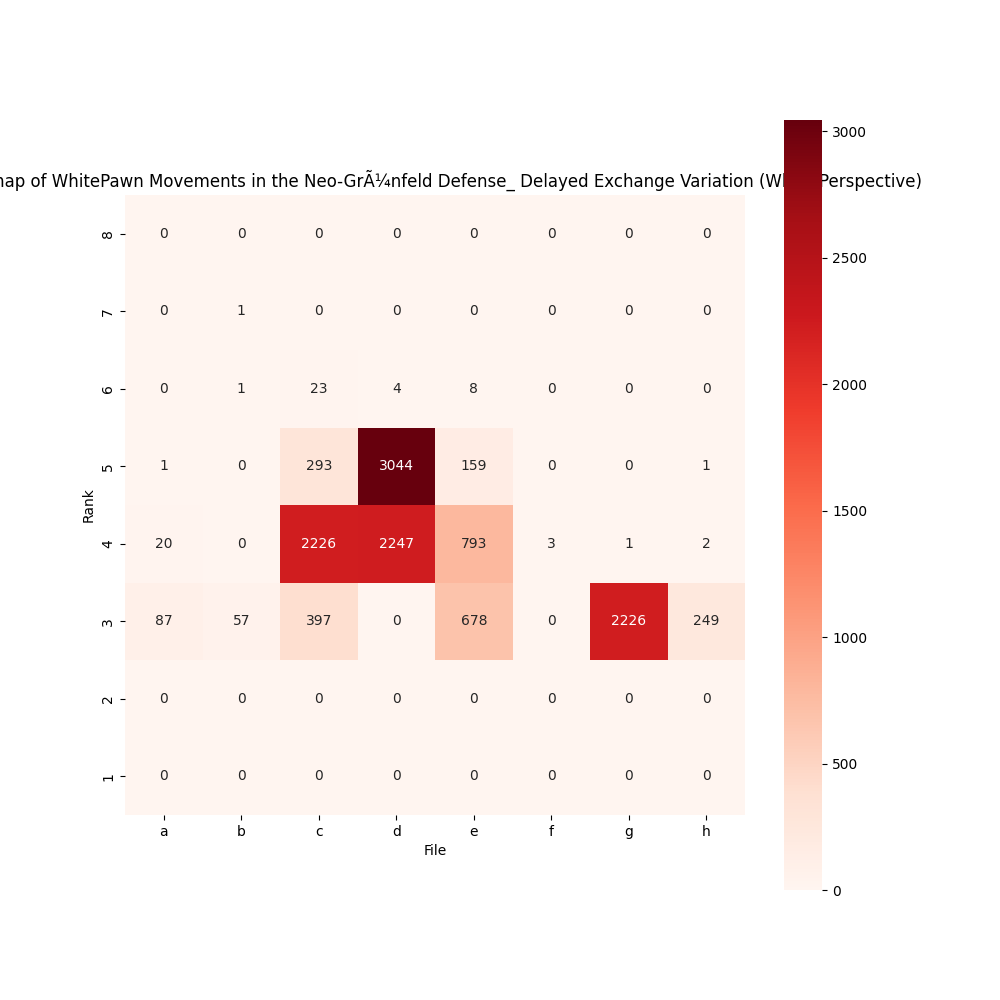 map of WhitePawn Movements in the Neo-GrÃ¼nfeld Defense_ Delayed Exchange Variation (W Perspective)
8 0 0 0 0 0 0 0 0
7 0 1 0 0 0 0 0 0
6 0 1 23 4 8 0 0 0
5 1 0 293 3044 159 0 0 1
4 20 0 2226 2247 793 3 1 2
3 87 57 397 0 678 0 2226 249
2 0 0 0 0 0 0 0 0
1 0 0 0 0 0 0 0 0
a b c d e f g h
File
Rank
3000
2500
2000
1500
1000
500
0